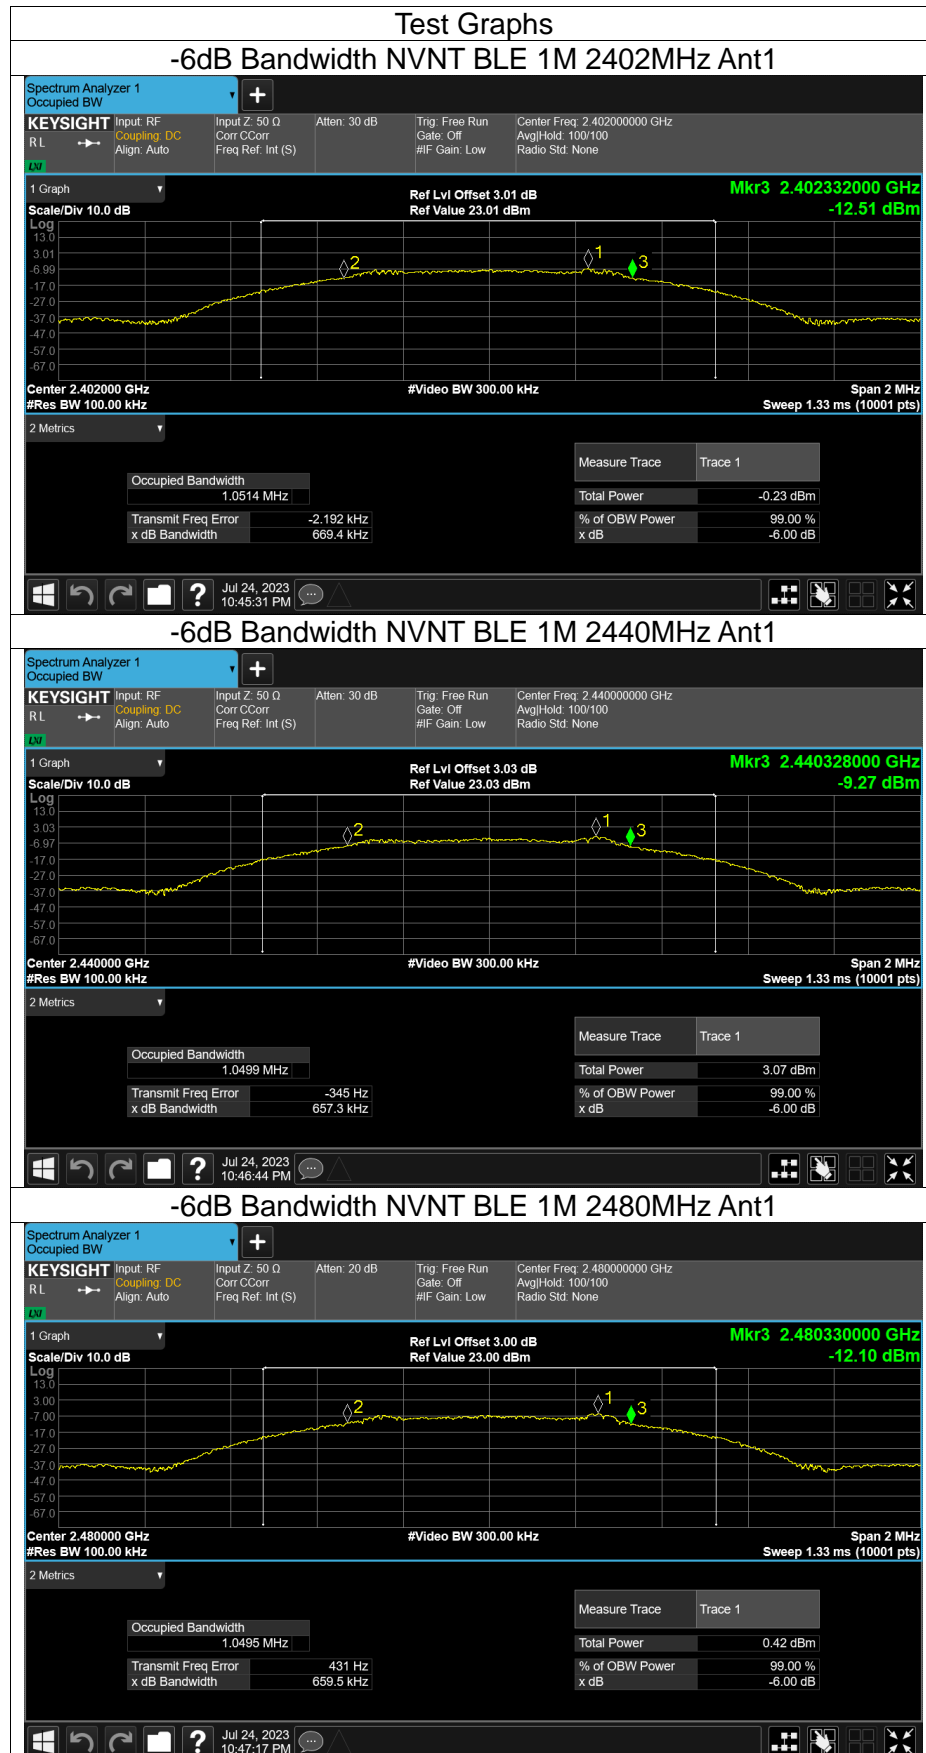 Test Graphs
-6dB Bandwidth NVNT BLE 1M 2402MHz Ant1
Spectrum Analyzer 1
Occupied BW
KEYSIGHT Input: RF Input Z: 50 Ω Atten: 30 dB Trig: Free Run Center Freq: 2.402000000 GHz
RL Coupling: DC Corr CCorr Gate: Off Avg|Hold: 100/100
Align: Auto Freq Ref: Int (S) #IF Gain: Low Radio Std: None
LXI
1 Graph Ref Lvl Offset 3.01 dB Mkr3 2.402332000 GHz
Scale/Div 10.0 dB Ref Value 23.01 dBm -12.51 dBm
Log
13.0
3.01
-6.99
-17.0
-27.0
-37.0
-47.0
-57.0
-67.0
2 1 3
Center 2.402000 GHz #Video BW 300.00 kHz Span 2 MHz
#Res BW 100.00 kHz Sweep 1.33 ms (10001 pts)
2 Metrics
Measure Trace Trace 1
Occupied Bandwidth
1.0514 MHz Total Power -0.23 dBm
Transmit Freq Error -2.192 kHz % of OBW Power 99.00 %
x dB Bandwidth 669.4 kHz x dB -6.00 dB
? Jul 24, 2023
10:45:31 PM
-6dB Bandwidth NVNT BLE 1M 2440MHz Ant1
Spectrum Analyzer 1
Occupied BW
KEYSIGHT Input: RF Input Z: 50 Ω Atten: 30 dB Trig: Free Run Center Freq: 2.440000000 GHz
RL Coupling: DC Corr CCorr Gate: Off Avg|Hold: 100/100
Align: Auto Freq Ref: Int (S) #IF Gain: Low Radio Std: None
LXI
1 Graph Ref Lvl Offset 3.03 dB Mkr3 2.440328000 GHz
Scale/Div 10.0 dB Ref Value 23.03 dBm -9.27 dBm
Log
13.0
3.03
-6.97
-17.0
-27.0
-37.0
-47.0
-57.0
-67.0
2 1 3
Center 2.440000 GHz #Video BW 300.00 kHz Span 2 MHz
#Res BW 100.00 kHz Sweep 1.33 ms (10001 pts)
2 Metrics
Measure Trace Trace 1
Occupied Bandwidth
1.0499 MHz Total Power 3.07 dBm
Transmit Freq Error -345 Hz % of OBW Power 99.00 %
x dB Bandwidth 657.3 kHz x dB -6.00 dB
? Jul 24, 2023
10:46:44 PM
-6dB Bandwidth NVNT BLE 1M 2480MHz Ant1
Spectrum Analyzer 1
Occupied BW
KEYSIGHT Input: RF Input Z: 50 Ω Atten: 20 dB Trig: Free Run Center Freq: 2.480000000 GHz
RL Coupling: DC Corr CCorr Gate: Off Avg|Hold: 100/100
Align: Auto Freq Ref: Int (S) #IF Gain: Low Radio Std: None
LXI
1 Graph Ref Lvl Offset 3.00 dB Mkr3 2.480330000 GHz
Scale/Div 10.0 dB Ref Value 23.00 dBm -12.10 dBm
Log
13.0
3.00
-7.00
-17.0
-27.0
-37.0
-47.0
-57.0
-67.0
2 1 3
Center 2.480000 GHz #Video BW 300.00 kHz Span 2 MHz
#Res BW 100.00 kHz Sweep 1.33 ms (10001 pts)
2 Metrics
Measure Trace Trace 1
Occupied Bandwidth
1.0495 MHz Total Power 0.42 dBm
Transmit Freq Error 431 Hz % of OBW Power 99.00 %
x dB Bandwidth 659.5 kHz x dB -6.00 dB
? Jul 24, 2023
10:47:17 PM